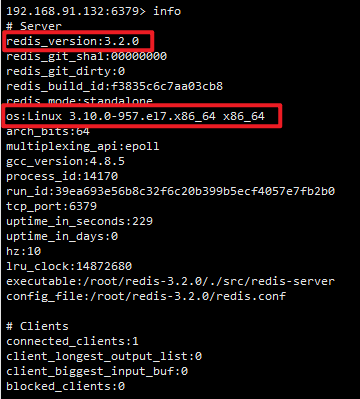 192.168.91.132:6379> info
# Server
redis_version:3.2.0
redis_git_sha1:00000000
redis_git_dirty:0
redis_build_id:f3835c6c7aa03cb8
redis_mode:standalone
os:Linux 3.10.0-957.el7.x86_64 x86_64
arch_bits:64
multiplexing_api:epoll
gcc_version:4.8.5
process_id:14170
run_id:39ea693e56b18f6c32f6c20b399b5ecf4057e7fb2b0
tcp_port:6379
uptime_in_seconds:229
uptime_in_days:0
hz:10
lru_clock:14872680
executable:/root/redis-3.2.0/./src/redis-server
config_file:/root/redis-3.2.0/redis.conf
# Clients
connected_clients:1
client_longest_output_list:0
client_biggest_input_buf:0
blocked_clients:0